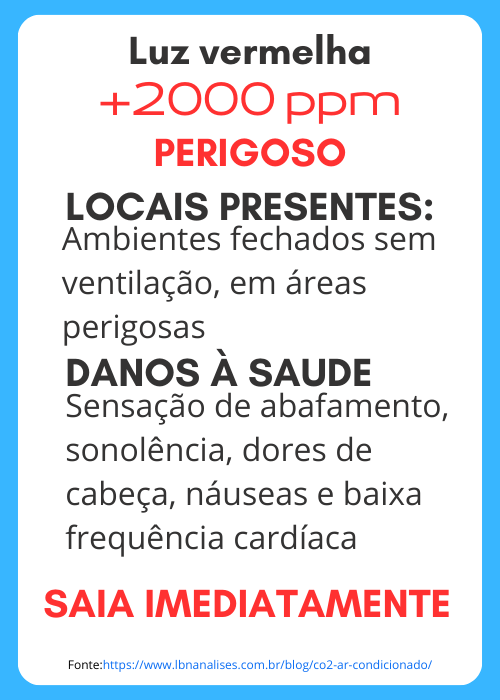 Luz vermelha
+2000 ppm
PERIGOSO
LOCAIS PRESENTES:
Ambientes fechados sem
ventilação, em áreas
perigosas
DANOS À SAUDE
Sensação de abafamento,
sonolência, dores de
cabeça, náuseas e baixa
frequência cardíaca
SAIA IMEDIATAMENTE
Fonte:https://www.lbnanalises.com.br/blog/co2-ar-condicionado/